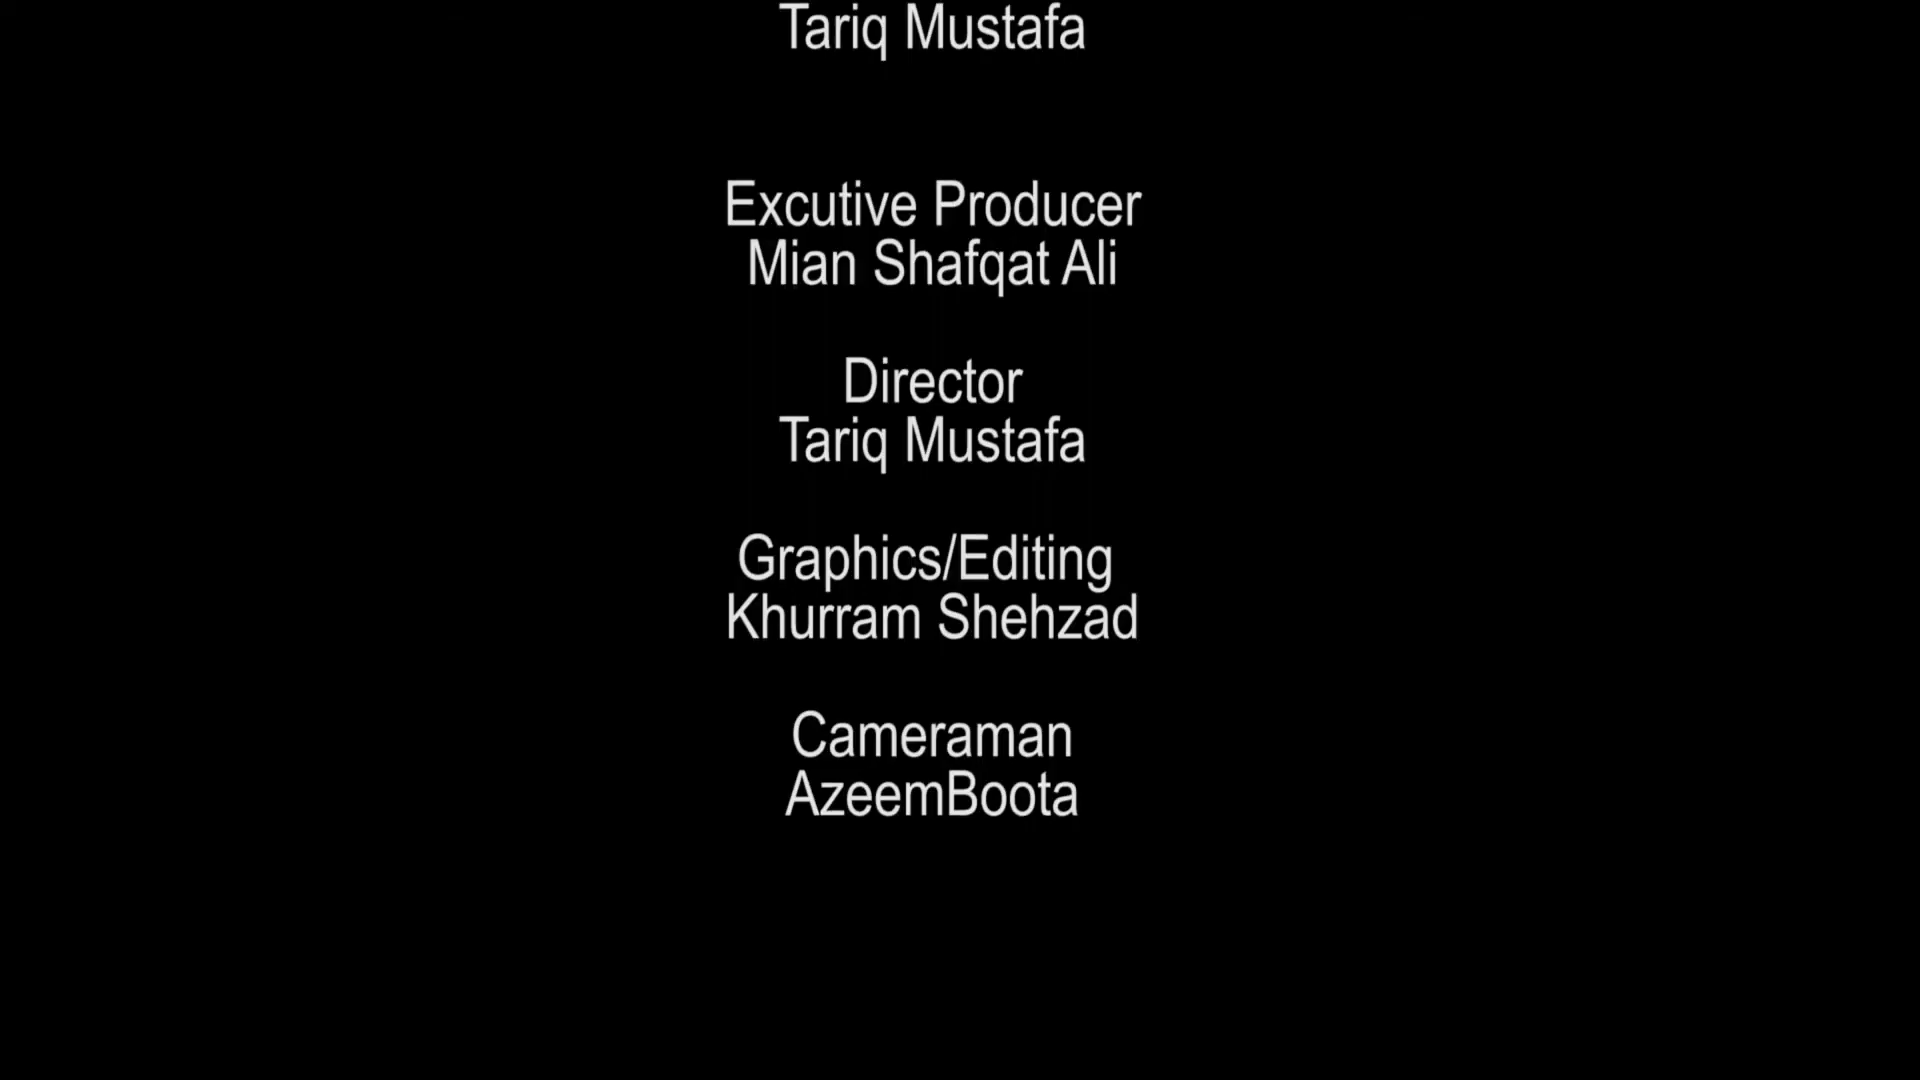 Tariq Mustafa
Excutive Producer
Mian Shafqat Ali
Director
Tariq Mustafa
Graphics/Editing
Khurram Shehzad
Cameraman
AzeemBoota